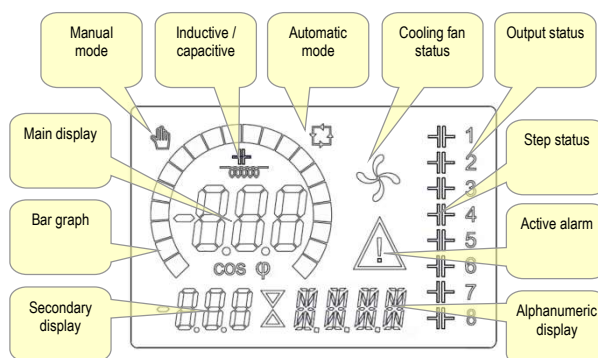 Manual
mode
Inductive /
capacitive
Automatic
mode
Cooling fan
status
Output status
Main display
Step status
Bar graph
Active alarm
Secondary
display
Alphanumeric
display
cos φ
1
2
3
4
5
6
7
8